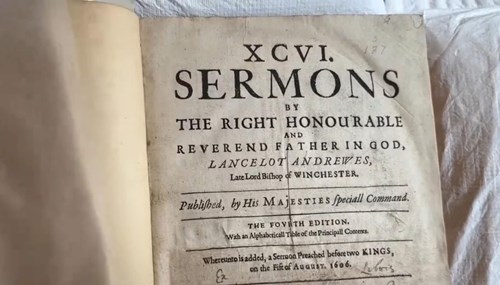 XCVI.
SERMONS
BY
THE RIGHT HONOURABLE
AND
REVEREND FATHER IN GOD,
LANCELOT ANDREWES,
Late Lord Bishop of WINCHESTER.
Published, by His MAJESTIES speciall Command.
THE FOURTH EDITION.
With an Alphabeticall Table of the Principall Contents.
Whereunto is added, a Sermon Preached before two KINGS,
on the Fift of AUGUST. 1606.
Ex